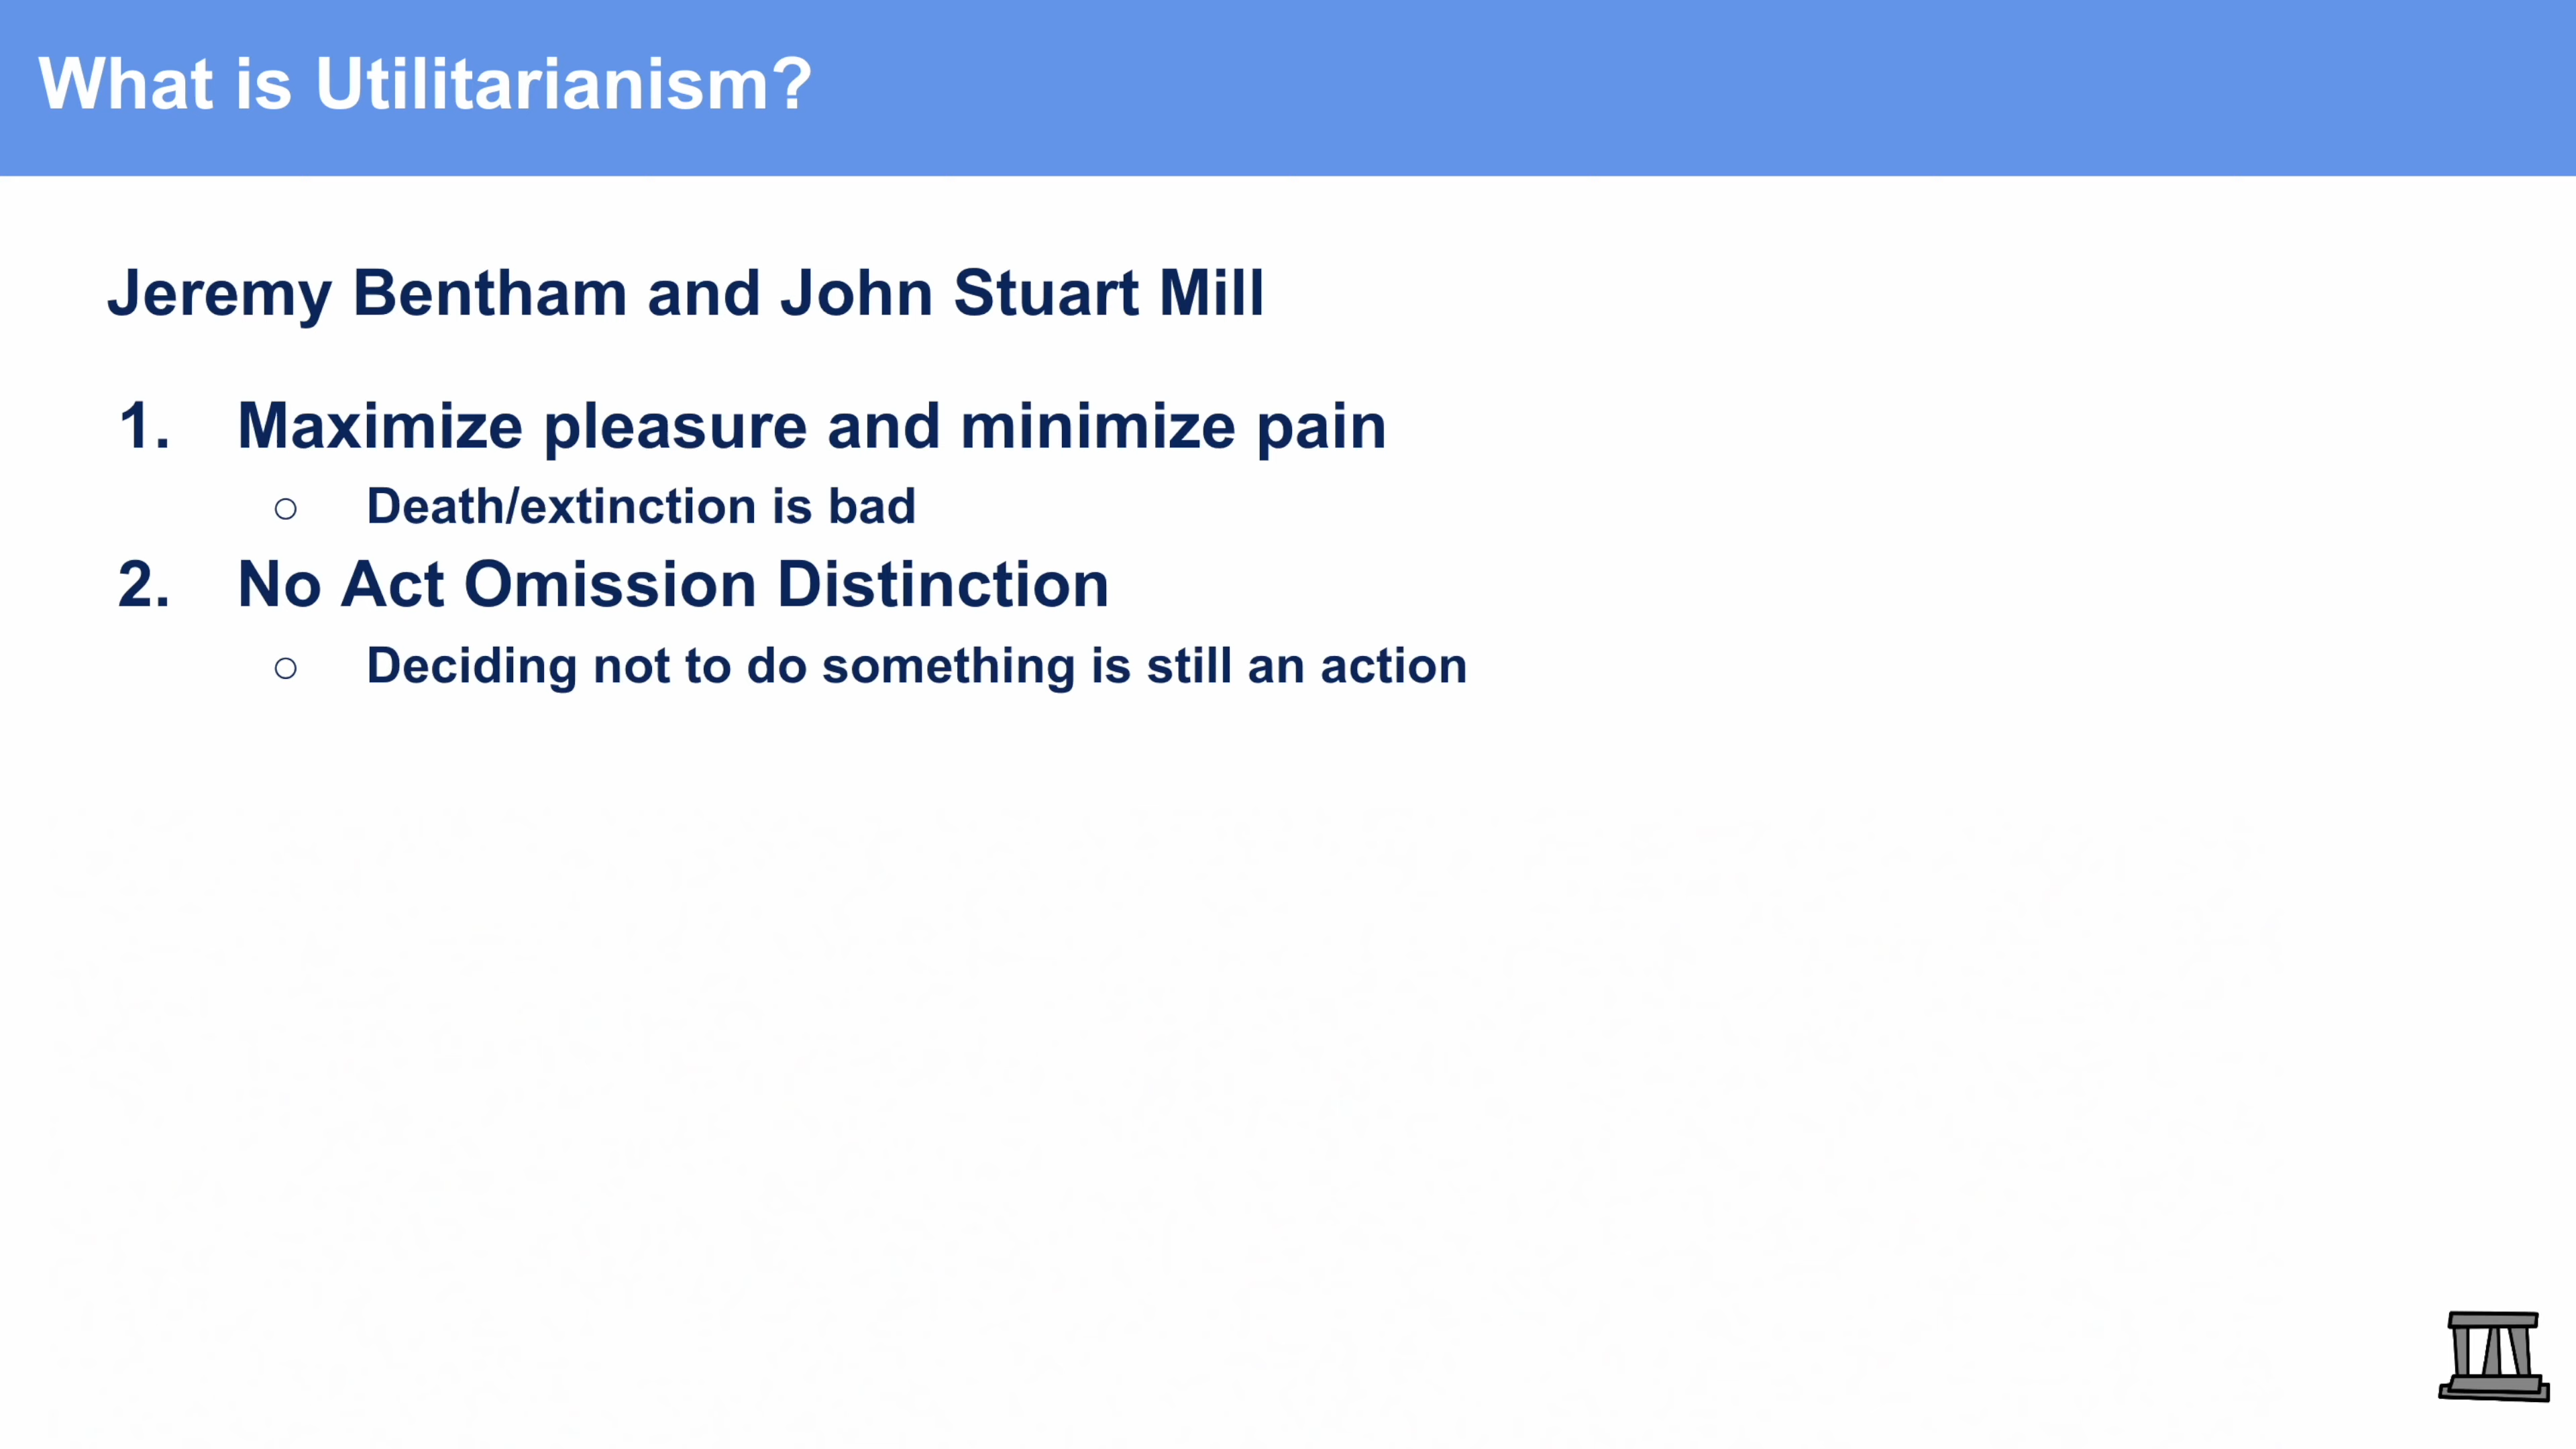 What is Utilitarianism?
Jeremy Bentham and John Stuart Mill
1. Maximize pleasure and minimize pain
○ Death/extinction is bad
2. No Act Omission Distinction
○ Deciding not to do something is still an action